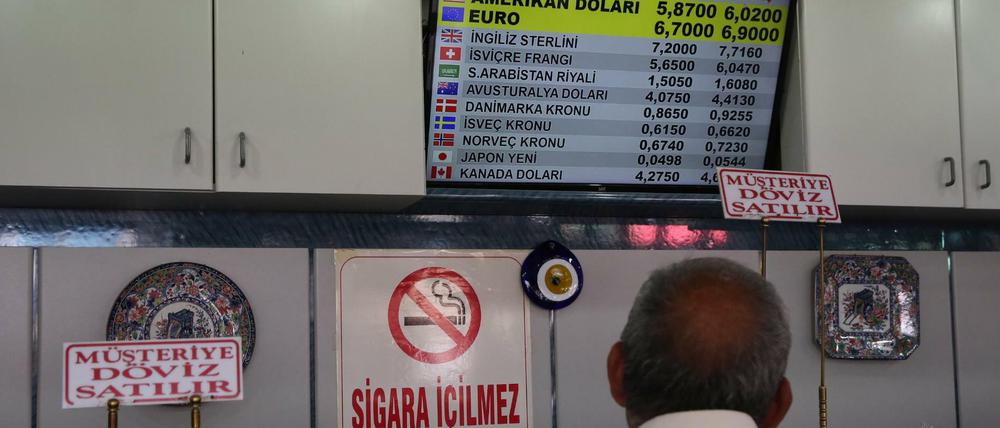 AMERİKAN DOLARI 5,8700 6,0200
EURO 6,7000 6,9000
İNGİLİZ STERLİNİ 7,2000 7,7160
İSVİÇRE FRANGI 5,6500 6,0470
S.ARABİSTAN RİYALİ 1,5050 1,6080
AVUSTURALYA DOLARI 4,0750 4,4130
DANİMARKA KRONU 0,8650 0,9255
İSVEÇ KRONU 0,6150 0,6620
NORVEÇ KRONU 0,6740 0,7230
JAPON YENİ 0,0498 0,0544
KANADA DOLARI 4,2750
MÜŞTERİYE
DÖVİZ
SATILIR
MÜŞTERİYE
DÖVİZ
SATILIR
SİGARA İÇİLMEZ